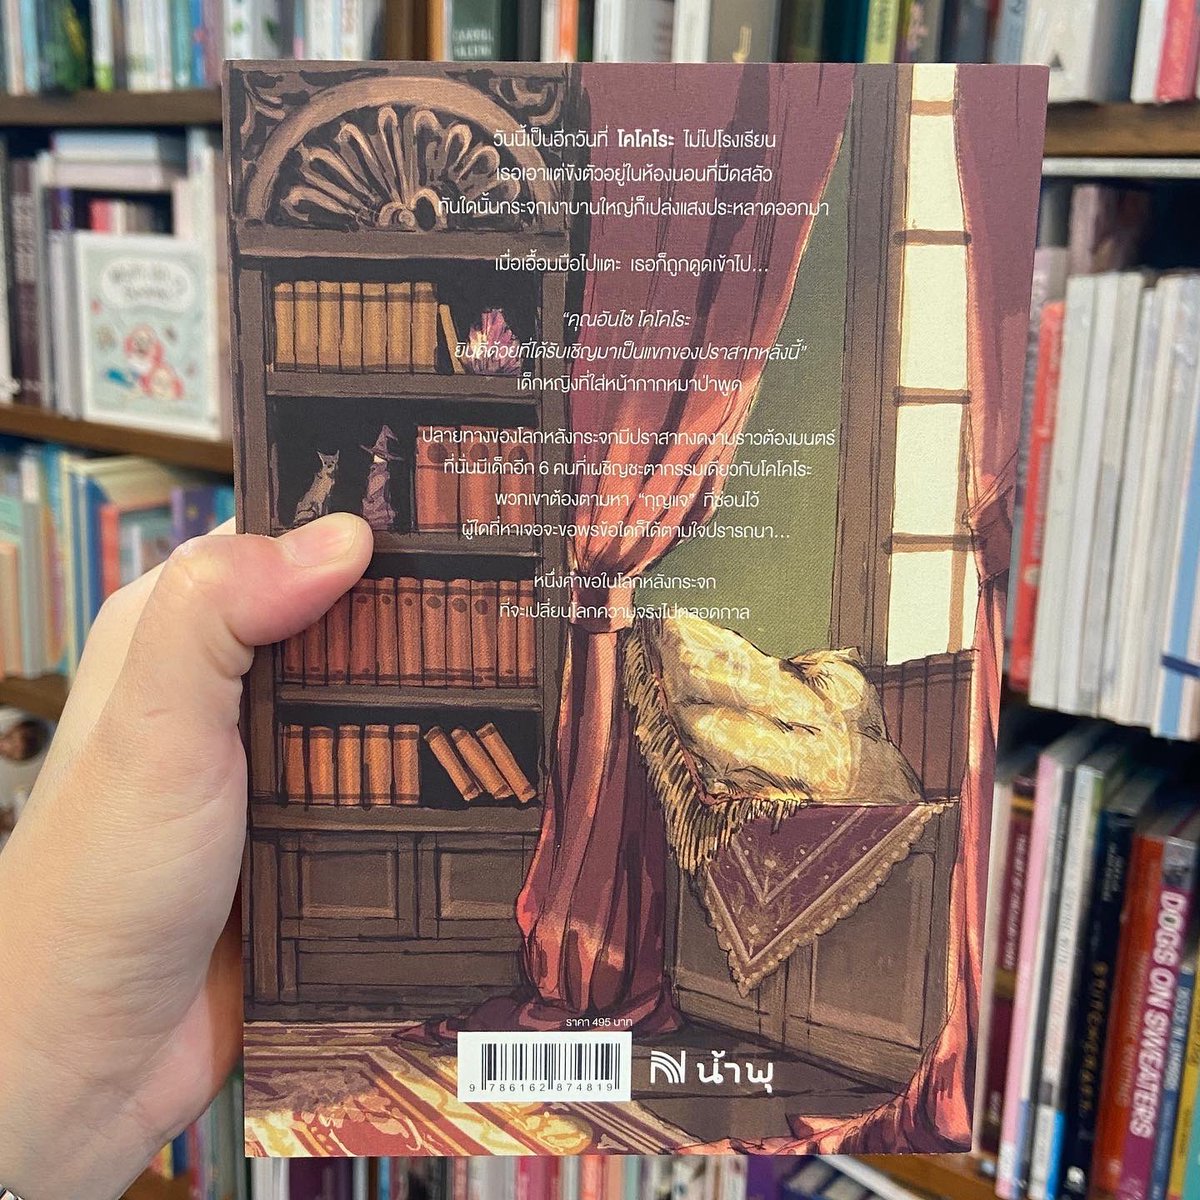 วันนี้เป็นอีกวันที่ โคโคโระ ไม่ไปโรงเรียน
เธอเอาแต่ขังตัวอยู่ในห้องนอนที่มืดสลัว
ทันใดนั้นกระจกเงาบานใหญ่ก็เปล่งแสงประหลาดออกมา
เมื่อเอื้อมมือไปแตะ เธอก็ถูกดูดเข้าไป...
“คุณอันไซ โคโคโระ
ยินดีด้วยที่ได้รับเชิญมาเป็นแขกของปราสาทหลังนี้”
เด็กหญิงที่ใส่หน้ากากหมาป่าพูด
ปลายทางของโลกหลังกระจกมีปราสาทงดงามราวต้องมนตร์
ที่นั่นมีเด็กอีก 6 คนที่เผชิญชะตากรรมเดียวกับโคโคโระ
พวกเขาต้องตามหา “กุญแจ” ที่ซ่อนไว้
ผู้ใดที่หาเจอจะขอพรข้อใดก็ได้ตามใจปรารถนา...
หนึ่งคำขอในโลกหลังกระจก
ที่จะเปลี่ยนโลกความจริงไปตลอดกาล
ราคา 495 บาท
9 786162 874819
น้ำพุ
DOGS ON SWEATERS